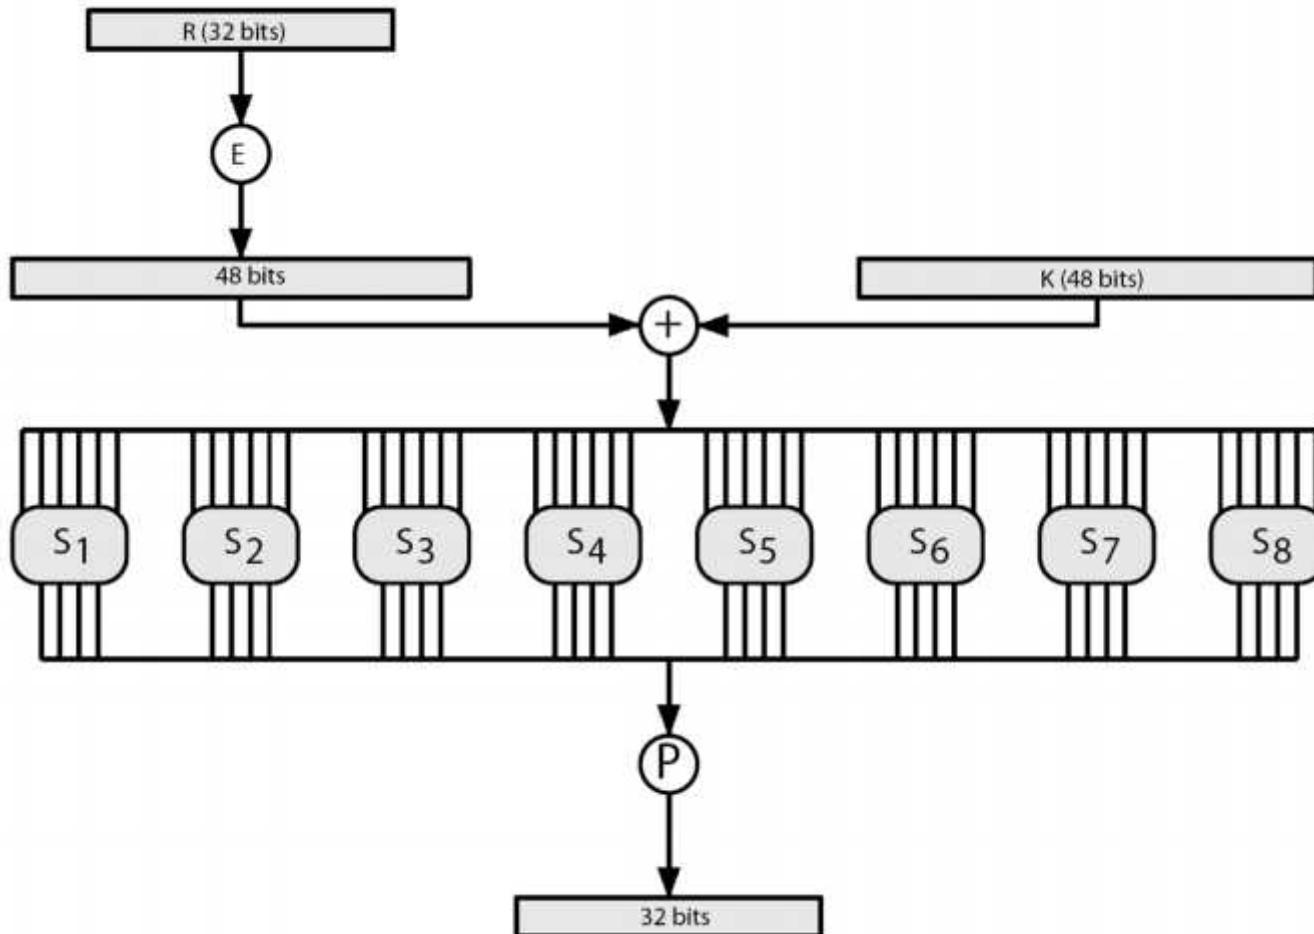 R (32 bits)
E
48 bits
K (48 bits)
+
S1 S2 S3 S4 S5 S6 S7 S8
P
32 bits